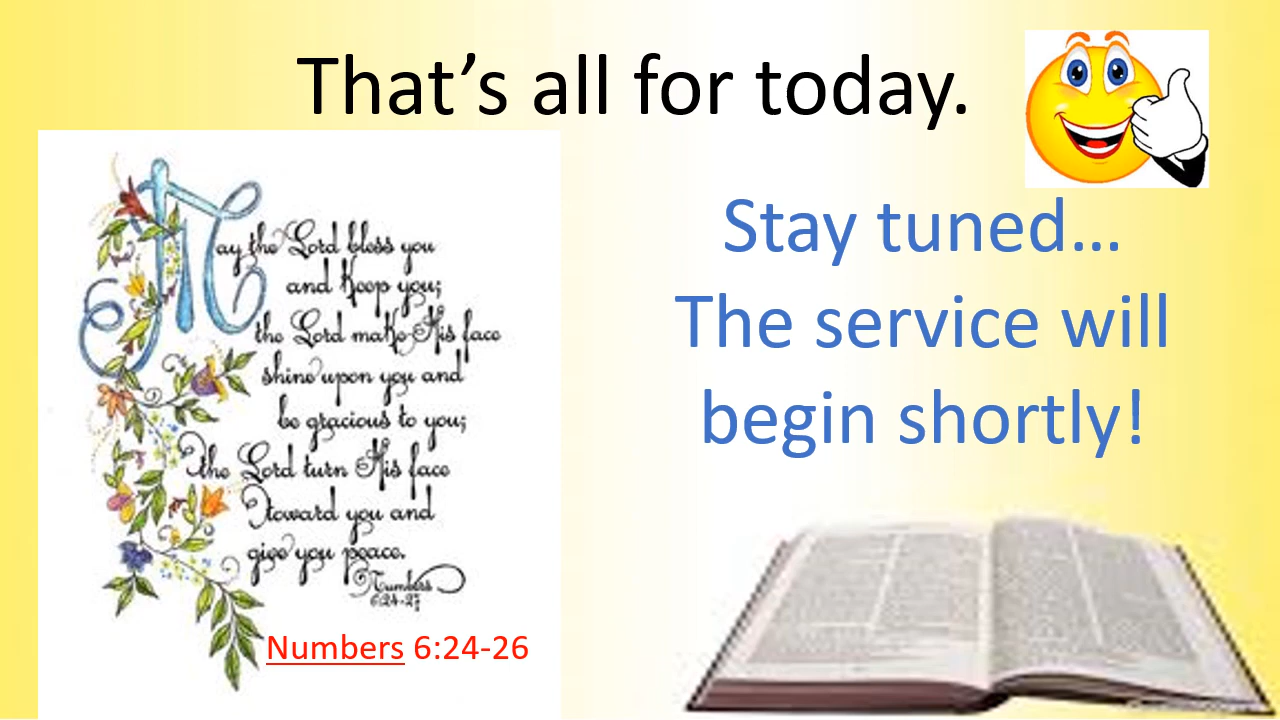 That’s all for today.
May the Lord bless you
and Keep you;
the Lord make His face
shine upon you and
be gracious to you;
The Lord turn His face
toward you and
give you peace.
Numbers
6:24-27
Numbers 6:24-26
Stay tuned…
The service will
begin shortly!